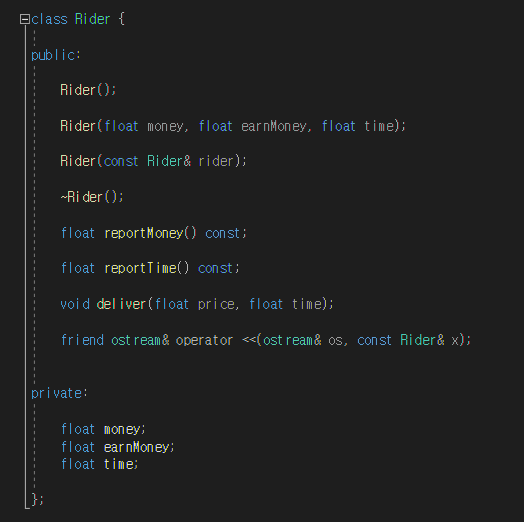 class Rider {
public:
Rider();
Rider(float money, float earnMoney, float time);
Rider(const Rider& rider);
~Rider();
float reportMoney() const;
float reportTime() const;
void deliver(float price, float time);
friend ostream& operator <<(ostream& os, const Rider& x);
private:
float money;
float earnMoney;
float time;
};